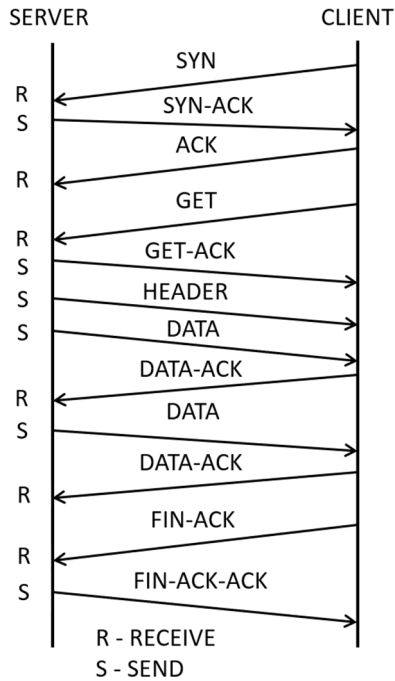 SERVER CLIENT
SYN
R
SYN-ACK
S
ACK
R
GET
R
GET-ACK
S
HEADER
S
DATA
S
DATA-ACK
R
DATA
S
DATA-ACK
R
FIN-ACK
R
FIN-ACK-ACK
S
R - RECEIVE
S - SEND